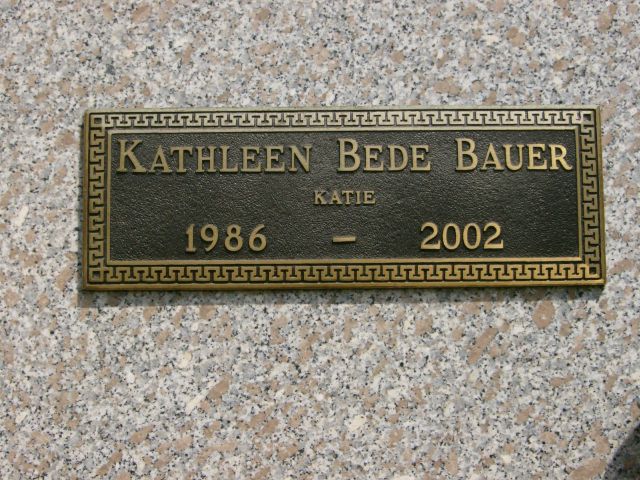 KATHLEEN BEDE BAUER
KATIE
1986 – 2002